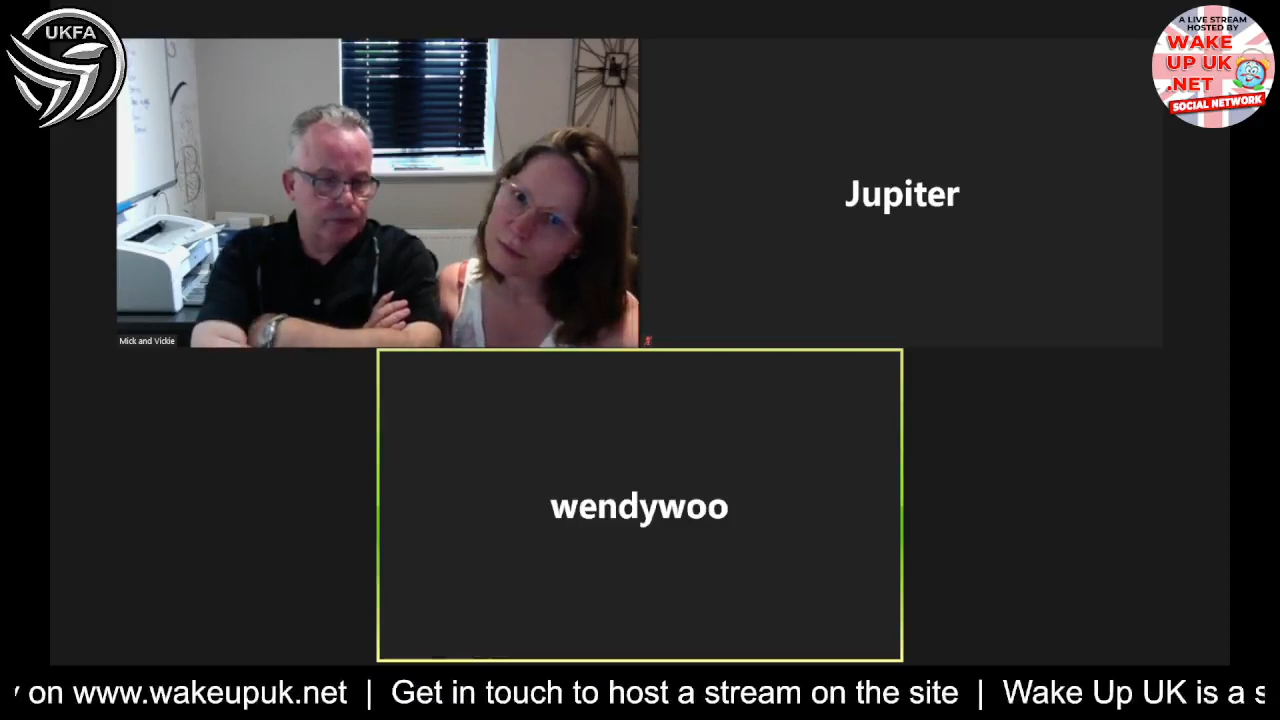 UKFA
A LIVE STREAM
HOSTED BY
WAKE
UP UK
.NET
SOCIAL NETWORK
Jupiter
Mick and Vickie
wendywoo
on www.wakeupuk.net | Get in touch to host a stream on the site | Wake Up UK is a s